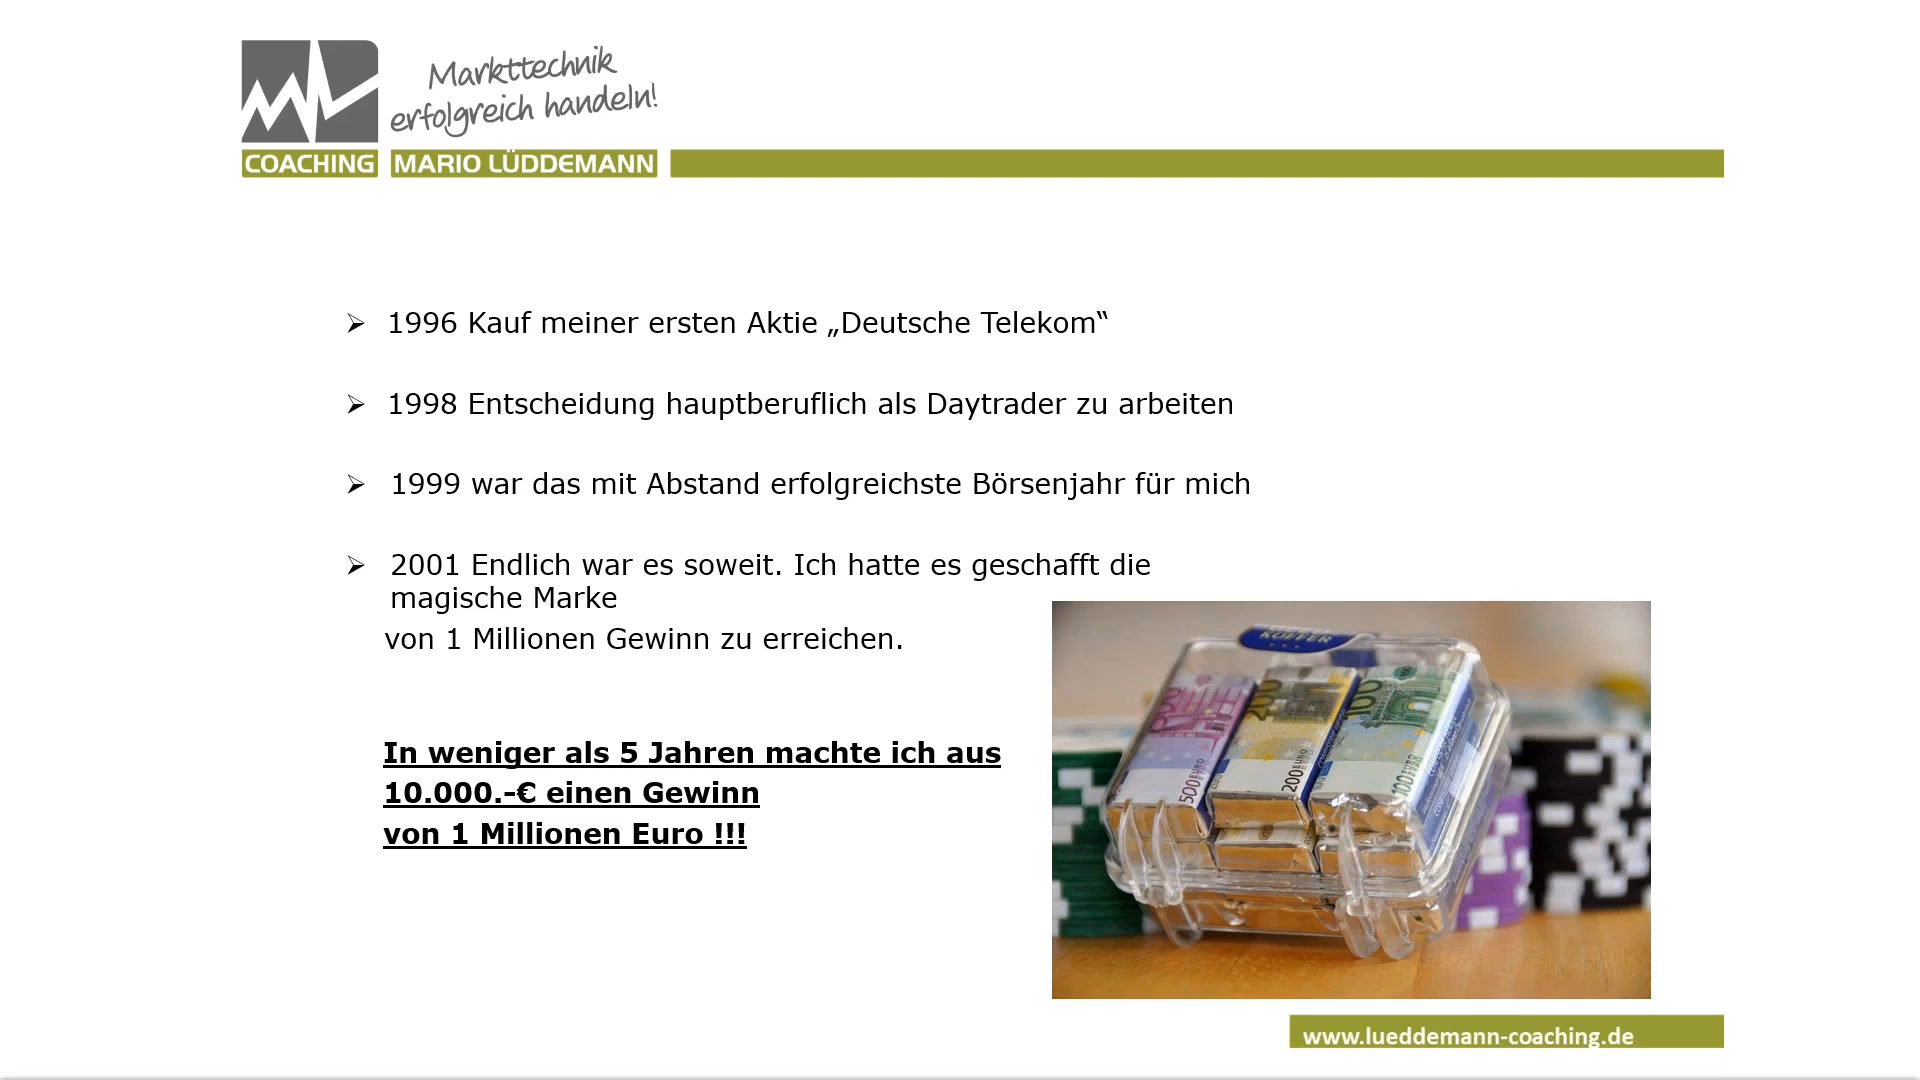 Markttechnik
erfolgreich handeln!
COACHING MARIO LÜDDEMANN
1996 Kauf meiner ersten Aktie „Deutsche Telekom“
1998 Entscheidung hauptberuflich als Daytrader zu arbeiten
1999 war das mit Abstand erfolgreichste Börsenjahr für mich
2001 Endlich war es soweit. Ich hatte es geschafft die
magische Marke
von 1 Millionen Gewinn zu erreichen.
In weniger als 5 Jahren machte ich aus
10.000.-€ einen Gewinn
von 1 Millionen Euro !!!
KOFFER
500 200 100
500 EURO 200 EURO 100 EURO
www.lueddemann-coaching.de